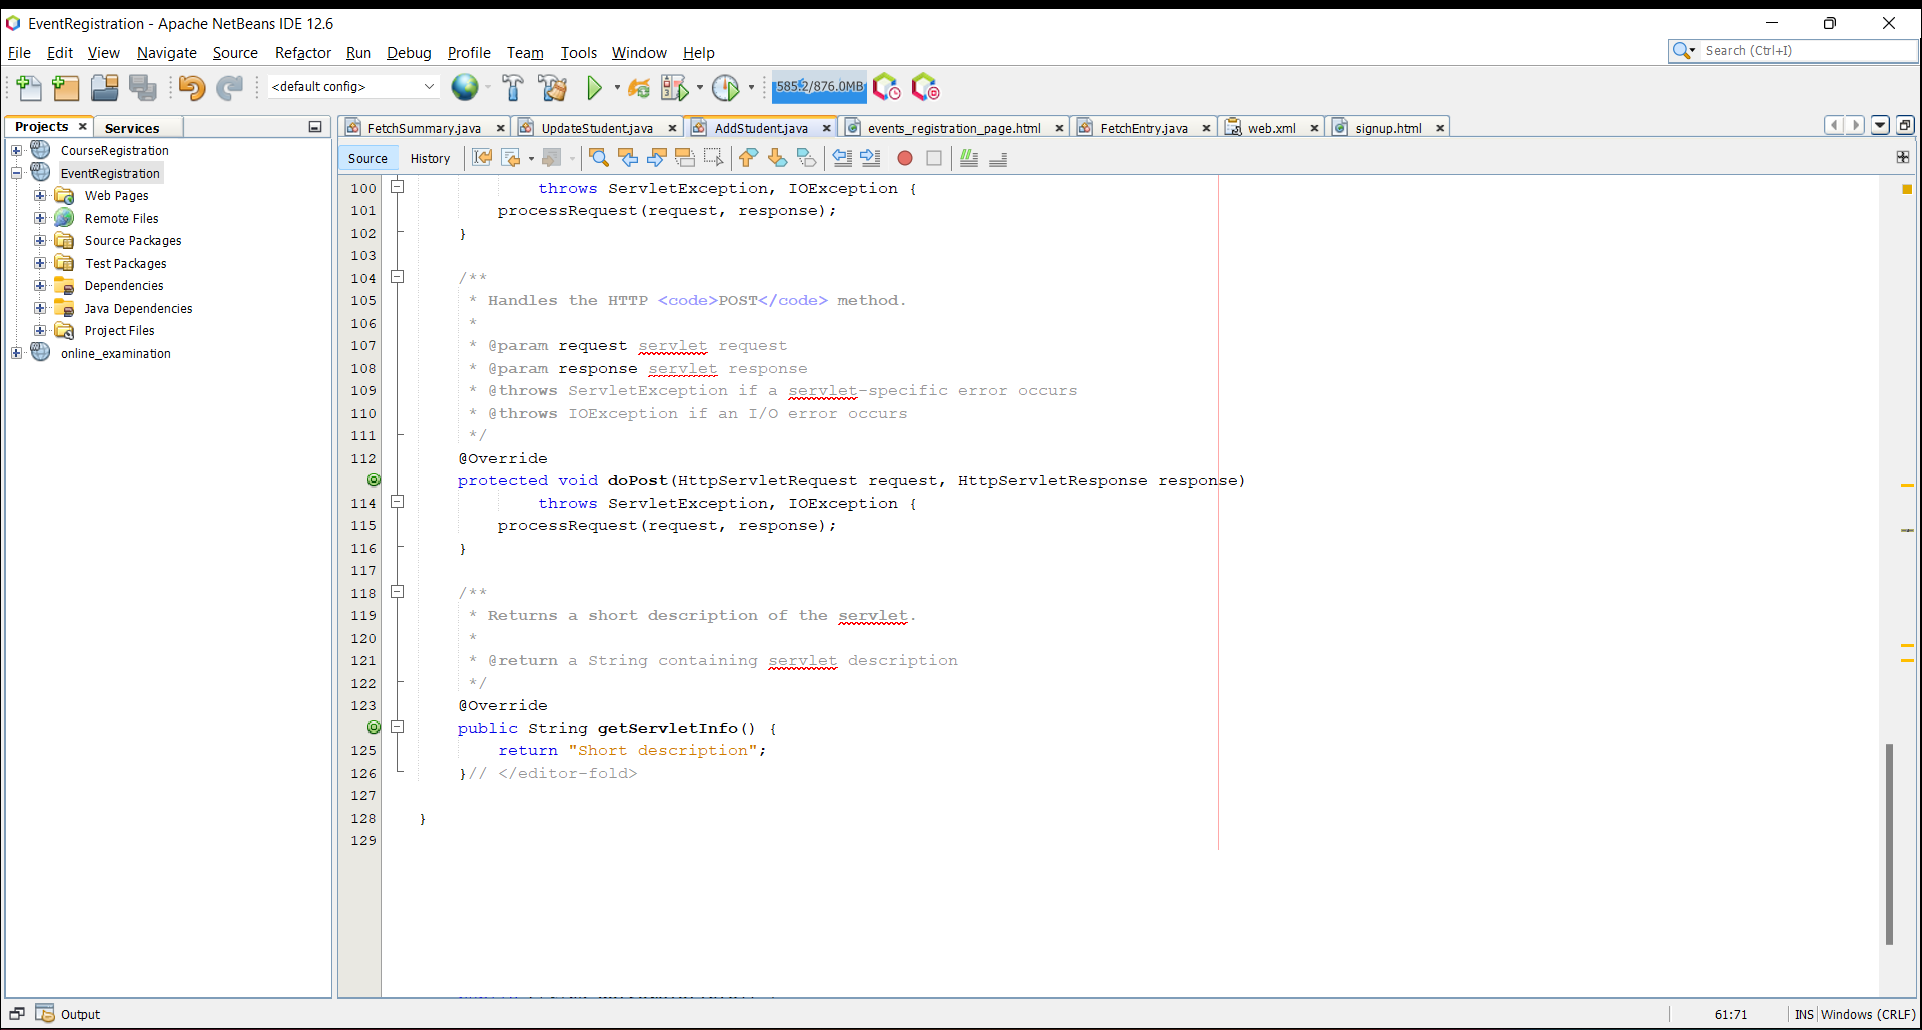 EventRegistration - Apache NetBeans IDE 12.6
File Edit View Navigate Source Refactor Run Debug Profile Team Tools Window Help
Search (Ctrl+I)
<default config>
585.2/876.0MB
Projects Services
FetchSummary.java UpdateStudent.java AddStudent.java events_registration_page.html FetchEntry.java web.xml signup.html
Source History
CourseRegistration
EventRegistration
Web Pages
Remote Files
Source Packages
Test Packages
Dependencies
Java Dependencies
Project Files
online_examination
100 throws ServletException, IOException {
101 processRequest(request, response);
102 }
103
104 /**
105 * Handles the HTTP <code>POST</code> method.
106 *
107 * @param request servlet request
108 * @param response servlet response
109 * @throws ServletException if a servlet-specific error occurs
110 * @throws IOException if an I/O error occurs
111 */
112 @Override
protected void doPost(HttpServletRequest request, HttpServletResponse response)
114 throws ServletException, IOException {
115 processRequest(request, response);
116 }
117
118 /**
119 * Returns a short description of the servlet.
120 *
121 * @return a String containing servlet description
122 */
123 @Override
public String getServletInfo() {
125 return "Short description";
126 }// </editor-fold>
127
128 }
129
Output
61:71 INS Windows (CRLF)